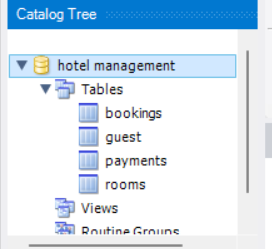 Catalog Tree
hotel management
Tables
bookings
guest
payments
rooms
Views
Routine Groups